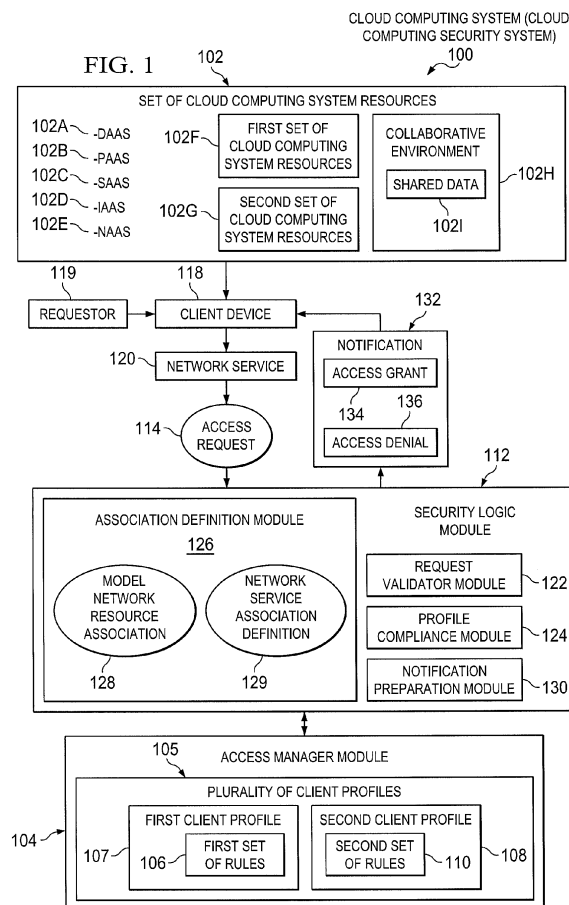 CLOUD COMPUTING SYSTEM (CLOUD
COMPUTING SECURITY SYSTEM)
100
FIG. 1
102
SET OF CLOUD COMPUTING SYSTEM RESOURCES
102A -DAAS
102B -PAAS
102C -SAAS
102D -IAAS
102E -NAAS
102F
FIRST SET OF
CLOUD COMPUTING
SYSTEM RESOURCES
102G
SECOND SET OF
CLOUD COMPUTING
SYSTEM RESOURCES
COLLABORATIVE
ENVIRONMENT
SHARED DATA
102I
102H
119
REQUESTOR
118
CLIENT DEVICE
120
NETWORK SERVICE
114
ACCESS
REQUEST
132
NOTIFICATION
ACCESS GRANT
134
136
ACCESS DENIAL
112
ASSOCIATION DEFINITION MODULE
126
MODEL
NETWORK
RESOURCE
ASSOCIATION
128
NETWORK
SERVICE
ASSOCIATION
DEFINITION
129
SECURITY LOGIC
MODULE
REQUEST
VALIDATOR MODULE
122
PROFILE
COMPLIANCE MODULE
124
NOTIFICATION
PREPARATION MODULE
130
105
ACCESS MANAGER MODULE
104
PLURALITY OF CLIENT PROFILES
FIRST CLIENT PROFILE
107
106
FIRST SET
OF RULES
SECOND CLIENT PROFILE
SECOND SET
OF RULES
110
108